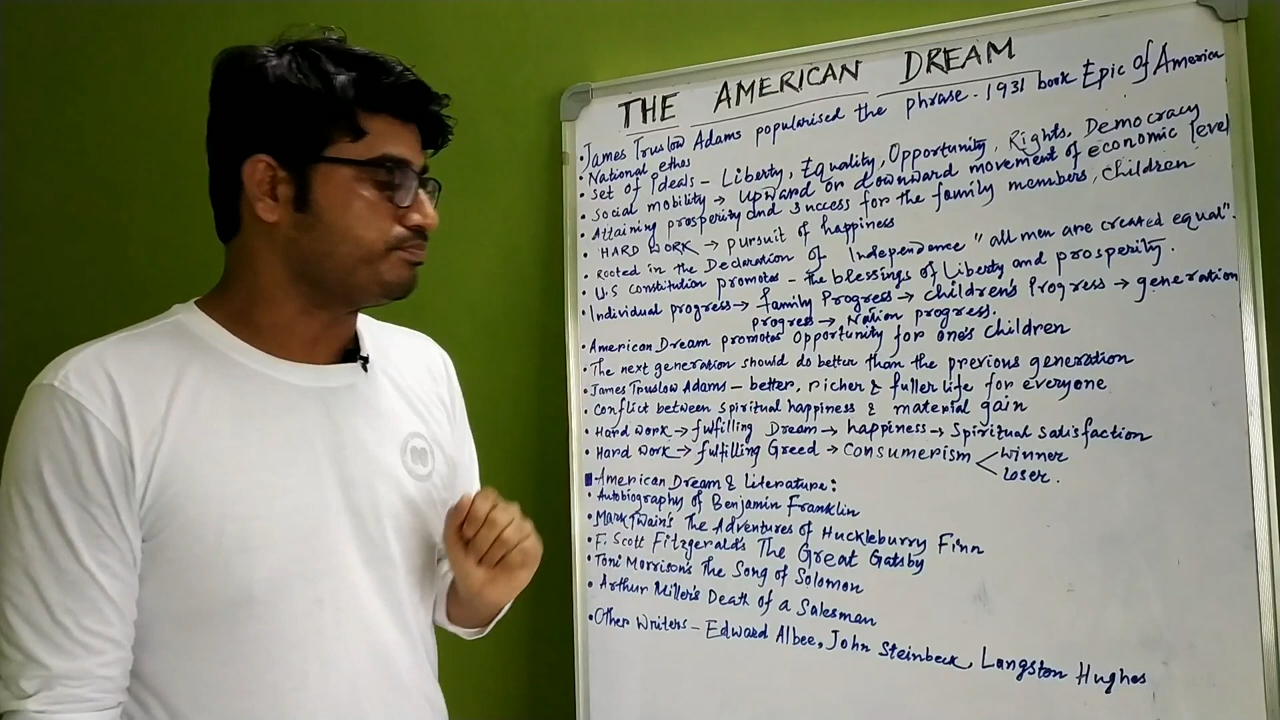 THE AMERICAN DREAM
• James Truslow Adams popularised the phrase - 1931 book Epic of America
• National ethos
• Set of Ideals - Liberty, Equality, Opportunity, Rights, Democracy
• Social mobility → Upward or downward movement of economic level
• Attaining prosperity and success for the family members, children
• 'HARD WORK → pursuit of happiness
• Rooted in the Declaration of Independence "all men are created equal".
• U.S constitution promotes - the blessings of Liberty and prosperity.
• Individual progress → family Progress → children's Progress → generation
progress → Nation progress.
• American Dream promotes Opportunity for one's children
• The next generation should do better than the previous generation
• James Truslow Adams - better, richer & fuller life for everyone
• Conflict between spiritual happiness & material gain
• Hard work → fulfilling Dream → happiness → Spiritual satisfaction
• Hard work → fulfilling Greed → Consumerism < Winner
Loser.
American Dream & Literature:
• Autobiography of Benjamin Franklin
• Mark Twain's The Adventures of Huckleburry Finn
• F. Scott Fitzgerald's The Great Gatsby
• Toni Morrison's The Song of Solomon
• Arthur Miller's Death of a Salesman
• Other Writers - Edward Albee, John Steinbeck, Langston Hughes